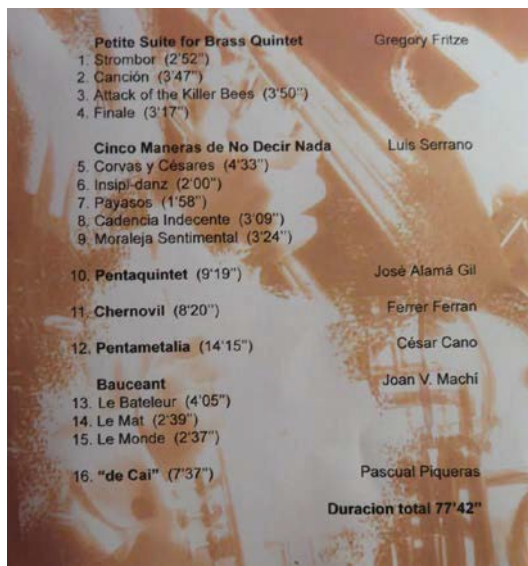 Petite Suite for Brass Quintet Gregory Fritze
1. Strombor (2'52")
2. Canción (3'47")
3. Attack of the Killer Bees (3'50")
4. Finale (3'17")
Cinco Maneras de No Decir Nada Luis Serrano
5. Corvas y Césares (4'33")
6. Insipi-danz (2'00")
7. Payasos (1'58")
8. Cadencia Indecente (3'09")
9. Moraleja Sentimental (3'24")
10. Pentaquintet (9'19") José Alamá Gil
11. Chernovil (8'20") Ferrer Ferran
12. Pentametalia (14'15") César Cano
Bauceant Joan V. Machí
13. Le Bateleur (4'05")
14. Le Mat (2'39")
15. Le Monde (2'37")
16. "de Cai" (7'37") Pascual Piqueras
Duracion total 77'42"